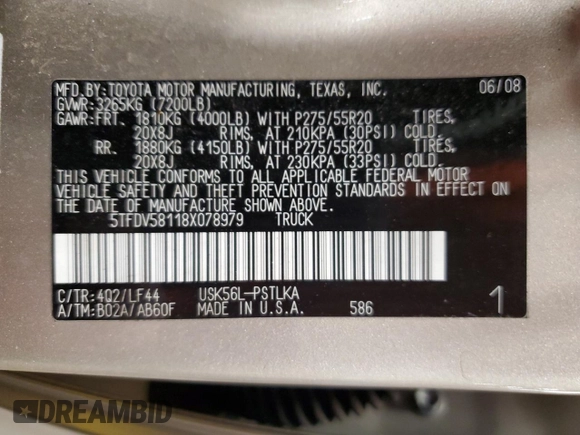 MFD.BY:TOYOTA MOTOR MANUFACTURING, TEXAS, INC. 06/08
GVWR:3265KG (7200LB)
GAWR:FRT. 1810KG (4000LB) WITH P275/55R20 TIRES,
20X8J RIMS, AT 210KPA (30PSI) COLD.
RR. 1880KG (4150LB) WITH P275/55R20 TIRES,
20X8J RIMS, AT 230KPA (33PSI) COLD.
THIS VEHICLE CONFORMS TO ALL APPLICABLE FEDERAL MOTOR
VEHICLE SAFETY AND THEFT PREVENTION STANDARDS IN EFFECT ON
THE DATE OF MANUFACTURE SHOWN ABOVE.
5TFDV58118X078979 TRUCK
C/TR:4Q2/LF44 USK56L-PSTLKA
A/TM:B02A/AB60F MADE IN U.S.A. 586 1
DREAMBID